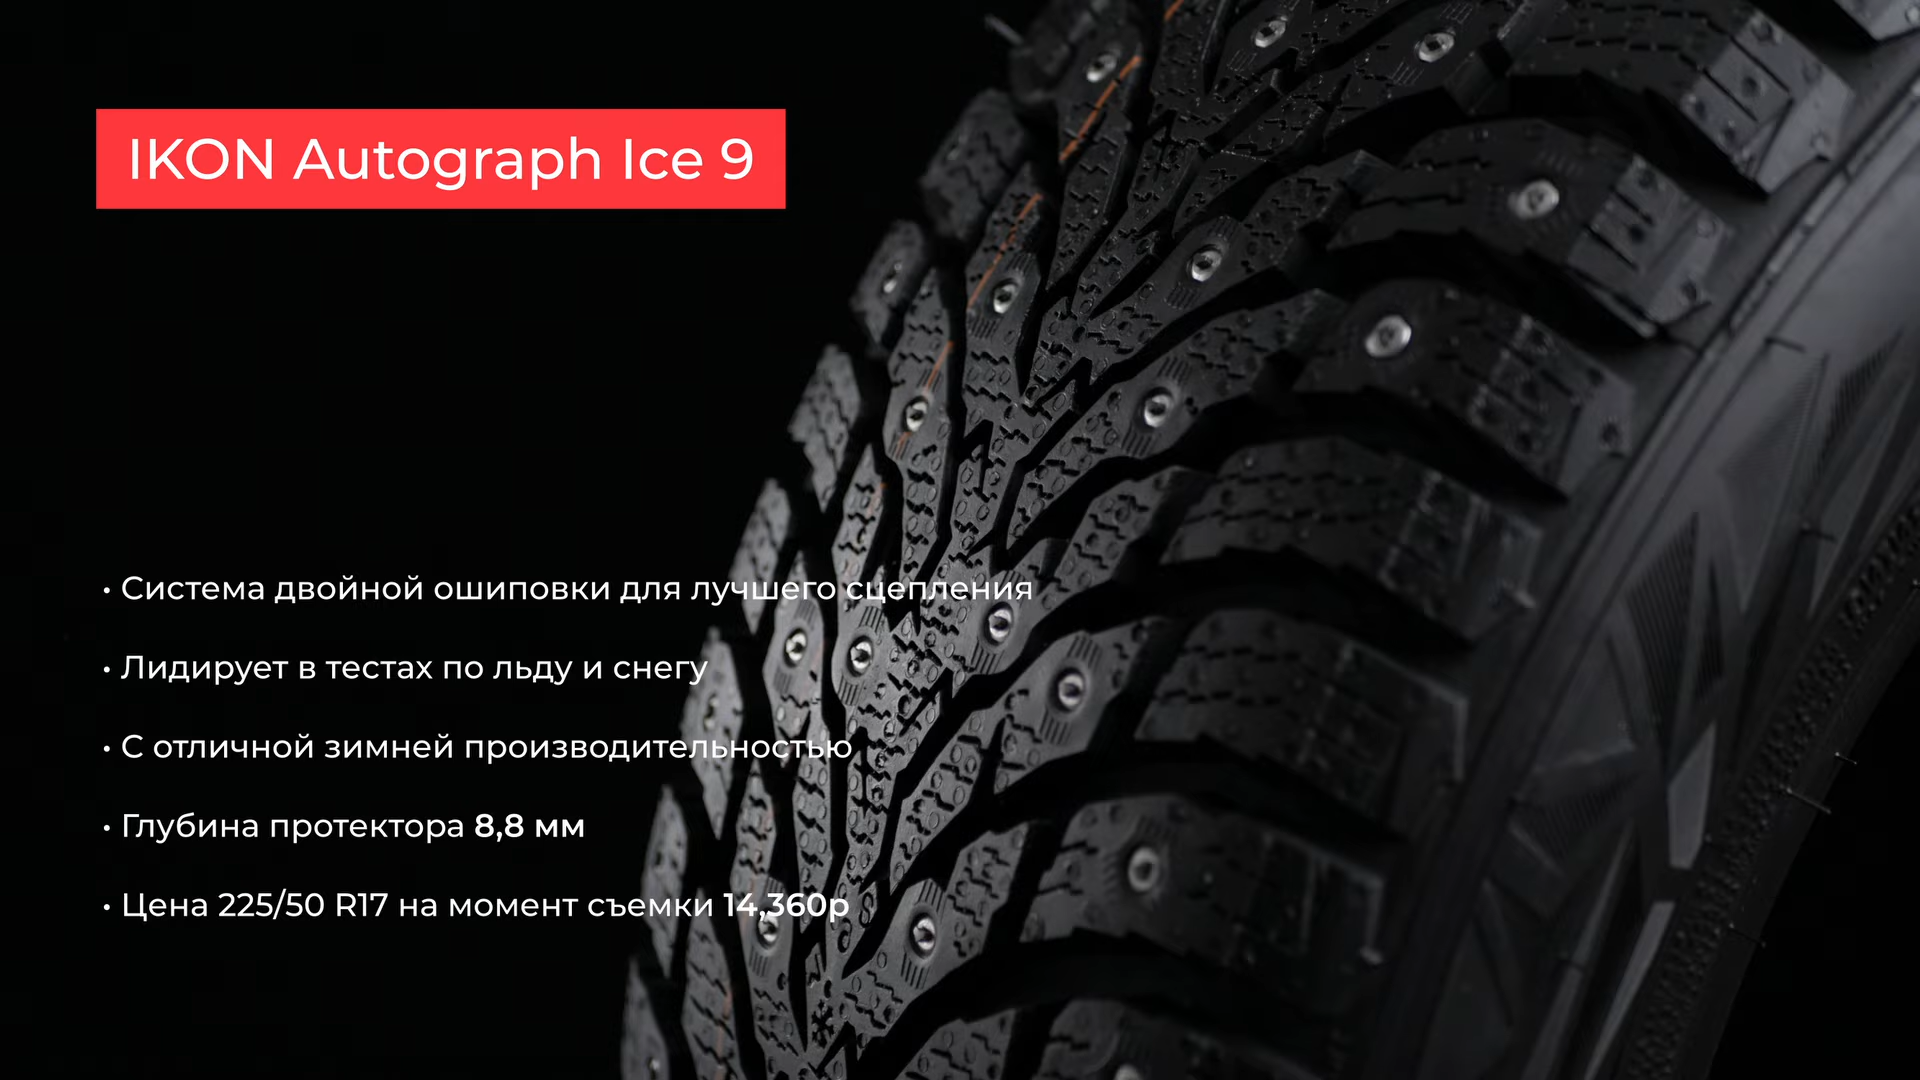 IKON Autograph Ice 9
• Система двойной ошиповки для лучшего сцепления
• Лидирует в тестах по льду и снегу
• С отличной зимней производительностью
• Глубина протектора 8,8 мм
• Цена 225/50 R17 на момент съемки 14,360р